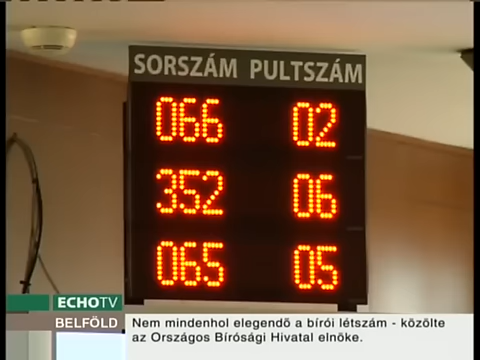 SORSZÁM PULTSZÁM
066 02
352 06
065 05
ECHOTV
BELFÖLD
Nem mindenhol elegendő a bírói létszám - közölte
az Országos Bírósági Hivatal elnöke.